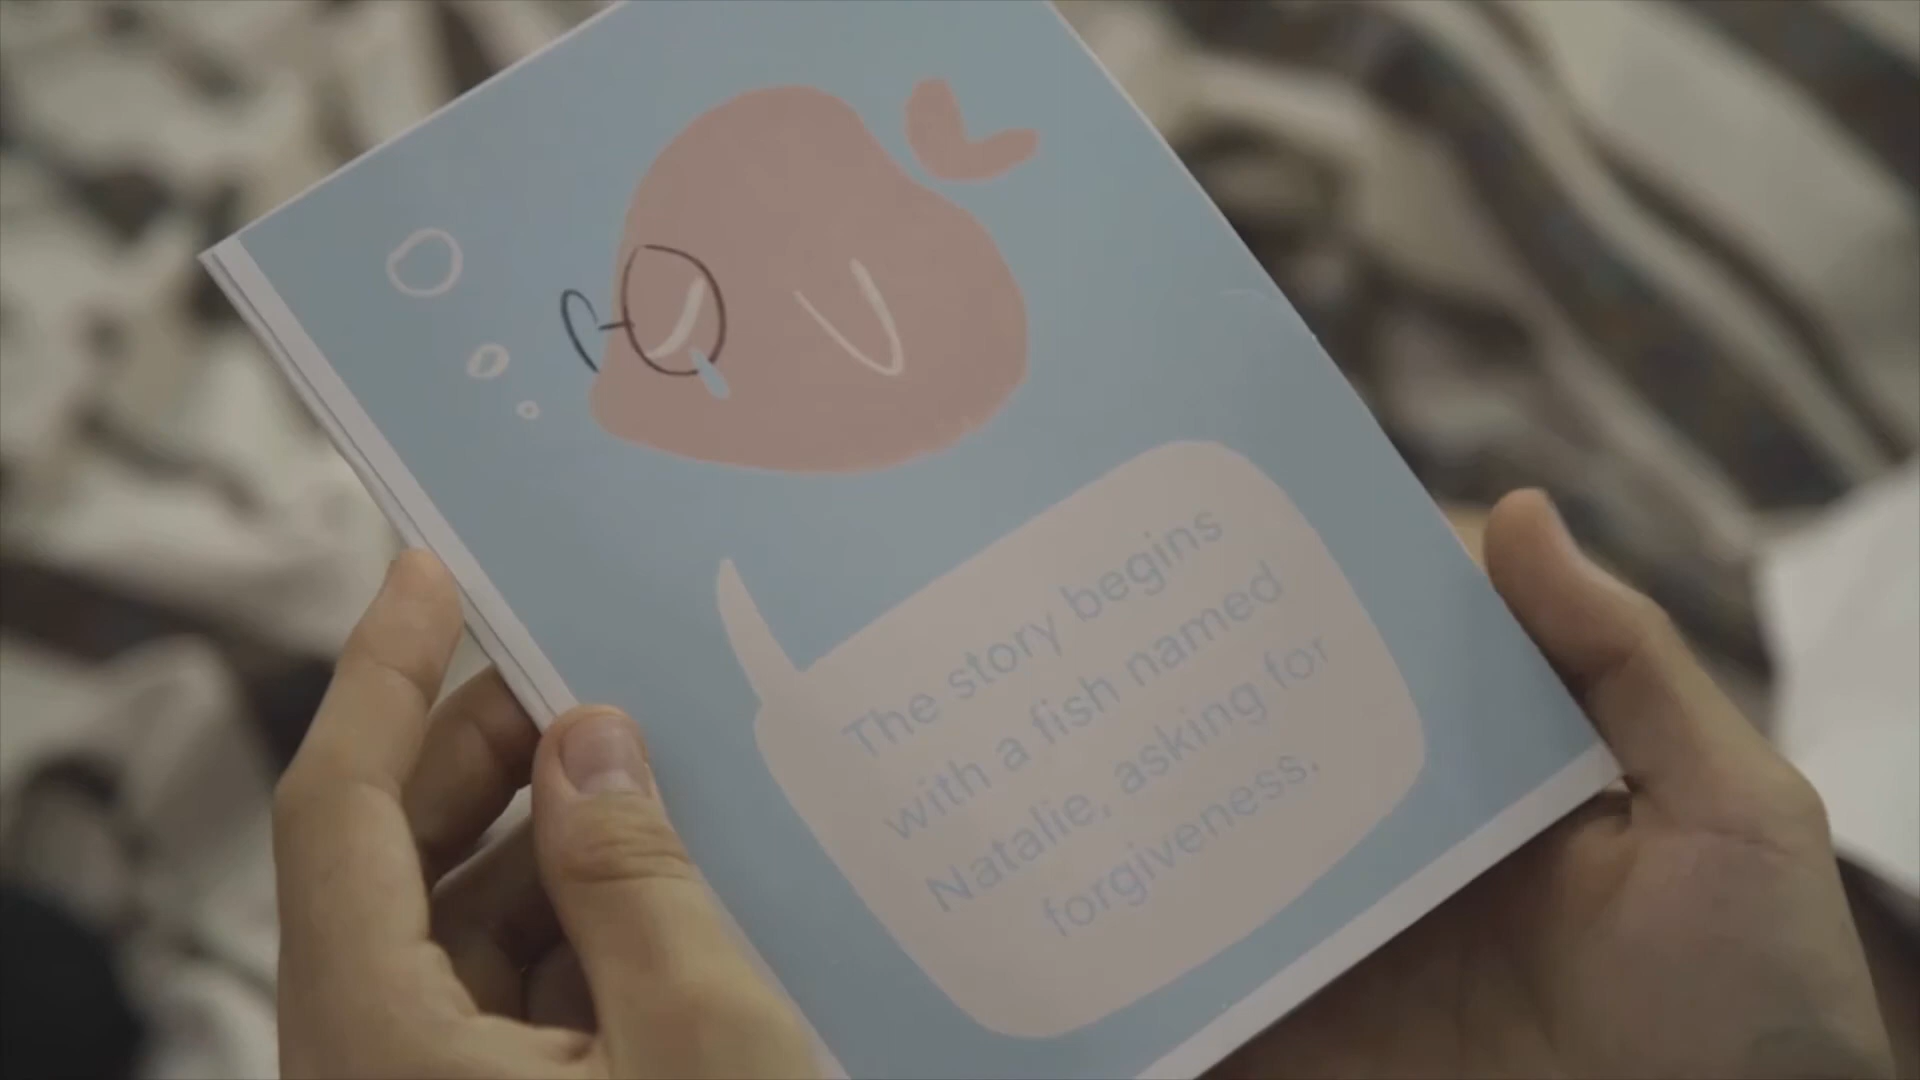 The story begins
with a fish named
Natalie, asking for
forgiveness.